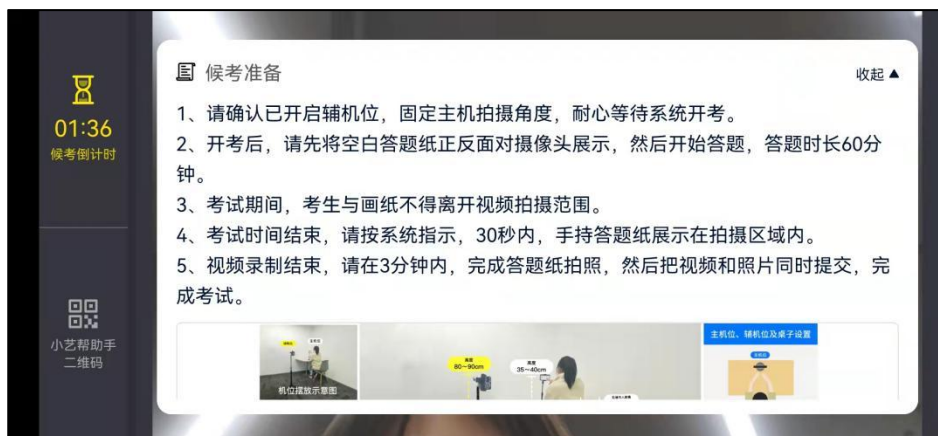 01:36
候考倒计时
小艺帮助手
二维码
候考准备
收起▲
1、请确认已开启辅机位，固定主机拍摄角度，耐心等待系统开考。
2、开考后，请先将空白答题纸正反面对摄像头展示，然后开始答题，答题时长60分
钟。
3、考试期间，考生与画纸不得离开视频拍摄范围。
4、考试时间结束，请按系统指示，30秒内，手持答题纸展示在拍摄区域内。
5、视频录制结束，请在3分钟内，完成答题纸拍照，然后把视频和照片同时提交，完
成考试。
机位摆放示意图
高度
80~90cm
高度
35~40cm
主机位、辅机位及桌子设置